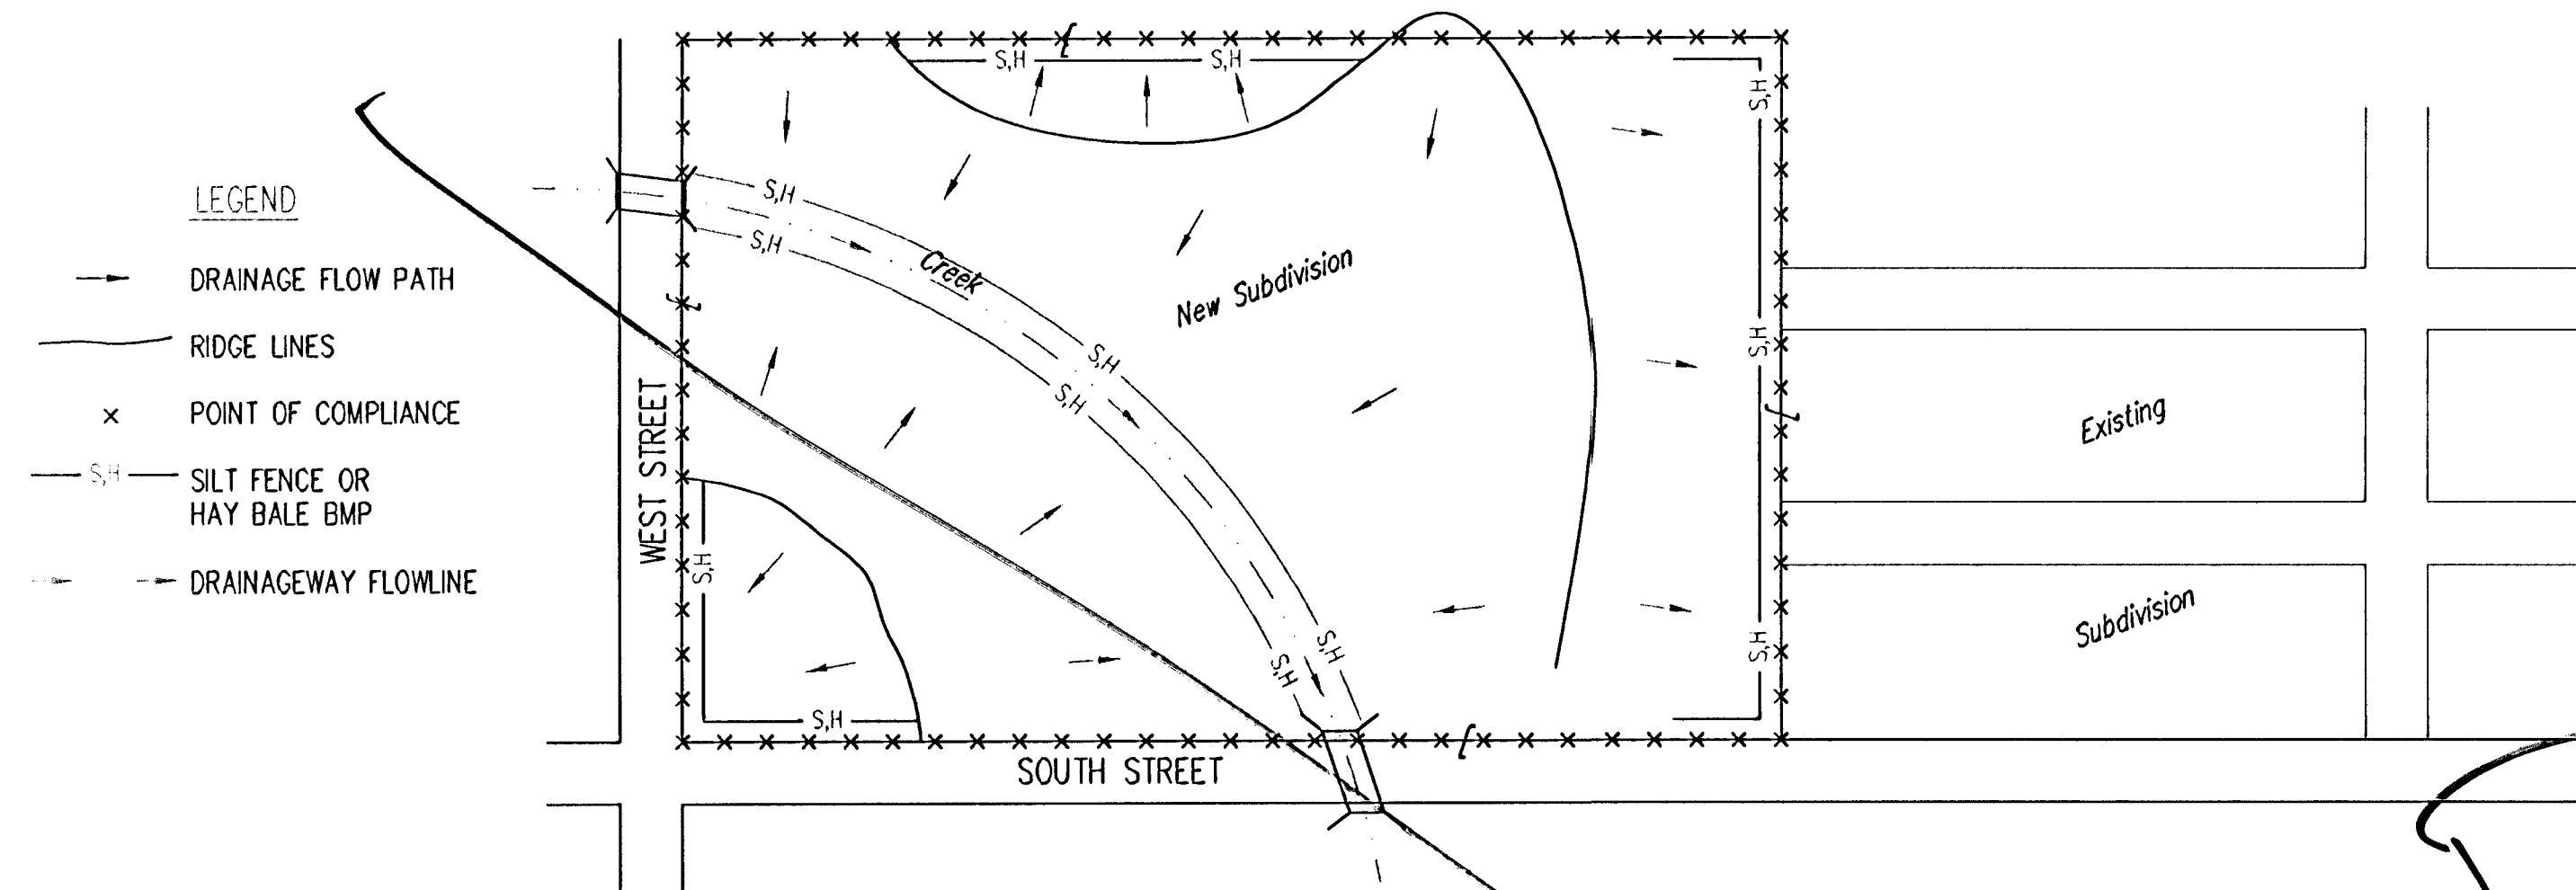 LEGEND
DRAINAGE FLOW PATH
RIDGE LINES
x POINT OF COMPLIANCE
S,H SILT FENCE OR
HAY BALE BMP
DRAINAGEWAY FLOWLINE
S,H S,H
S,H
S,H
S,H
Creek
New Subdivision
S,H
S,H
S,H
WEST STREET
S,H
S,H
S,H
S,H
S,H
SOUTH STREET
Existing
Subdivision